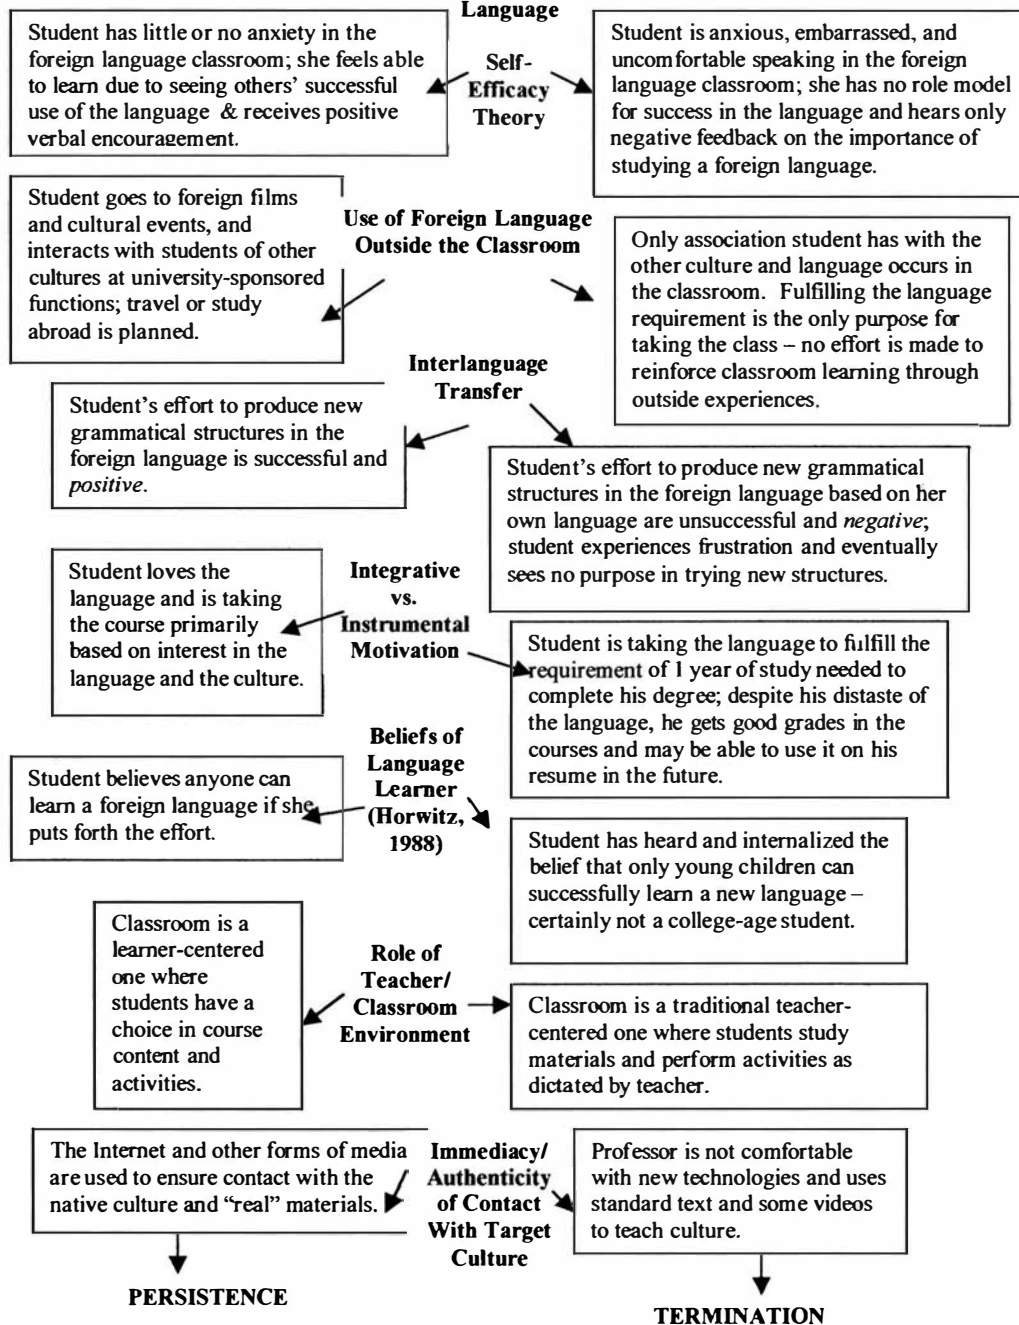 Language
Student has little or no anxiety in the
foreign language classroom; she feels able
to learn due to seeing others' successful
use of the language & receives positive
verbal encouragement.
Self-
Efficacy
Theory
Student is anxious, embarrassed, and
uncomfortable speaking in the foreign
language classroom; she has no role model
for success in the language and hears only
negative feedback on the importance of
studying a foreign language.
Student goes to foreign films
and cultural events, and
interacts with students of other
cultures at university-sponsored
functions; travel or study
abroad is planned.
Use of Foreign Language
Outside the Classroom
Only association student has with the
other culture and language occurs in
the classroom. Fulfilling the language
requirement is the only purpose for
taking the class – no effort is made to
reinforce classroom learning through
outside experiences.
Interlanguage
Transfer
Student's effort to produce new
grammatical structures in the
foreign language is successful and
positive.
Student's effort to produce new grammatical
structures in the foreign language based on her
own language are unsuccessful and negative;
student experiences frustration and eventually
sees no purpose in trying new structures.
Student loves the
language and is taking
the course primarily
based on interest in the
language and the culture.
Integrative
vs.
Instrumental
Motivation
Student is taking the language to fulfill the
requirement of 1 year of study needed to
complete his degree; despite his distaste of
the language, he gets good grades in the
courses and may be able to use it on his
resume in the future.
Student believes anyone can
learn a foreign language if she
puts forth the effort.
Beliefs of
Language
Learner
(Horwitz,
1988)
Student has heard and internalized the
belief that only young children can
successfully learn a new language –
certainly not a college-age student.
Classroom is a
learner-centered
one where
students have a
choice in course
content and
activities.
Role of
Teacher/
Classroom
Environment
Classroom is a traditional teacher-
centered one where students study
materials and perform activities as
dictated by teacher.
The Internet and other forms of media
are used to ensure contact with the
native culture and "real" materials.
Immediacy/
Authenticity
of Contact
With Target
Culture
Professor is not comfortable
with new technologies and uses
standard text and some videos
to teach culture.
PERSISTENCE
TERMINATION